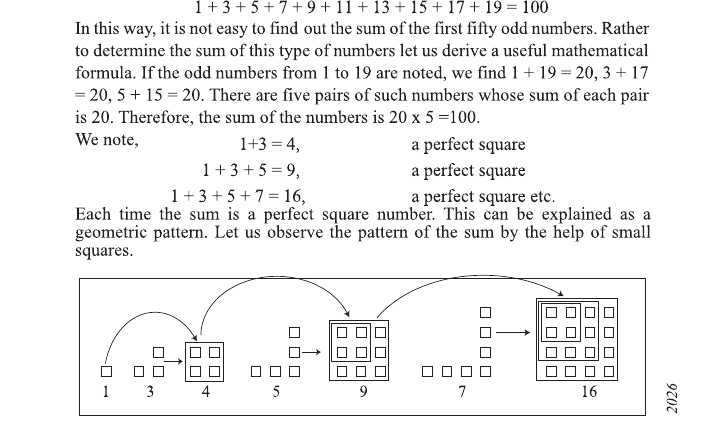 1 + 3 + 5 + 7 + 9 + 11 + 13 + 15 + 17 + 19 = 100
In this way, it is not easy to find out the sum of the first fifty odd numbers. Rather
to determine the sum of this type of numbers let us derive a useful mathematical
formula. If the odd numbers from 1 to 19 are noted, we find 1 + 19 = 20, 3 + 17
= 20, 5 + 15 = 20. There are five pairs of such numbers whose sum of each pair
is 20. Therefore, the sum of the numbers is 20 x 5 =100.
We note, 1+3 = 4, a perfect square
1 + 3 + 5 = 9, a perfect square
1 + 3 + 5 + 7 = 16, a perfect square etc.
Each time the sum is a perfect square number. This can be explained as a
geometric pattern. Let us observe the pattern of the sum by the help of small
squares.
1 3 4 5 9 7 16
2026